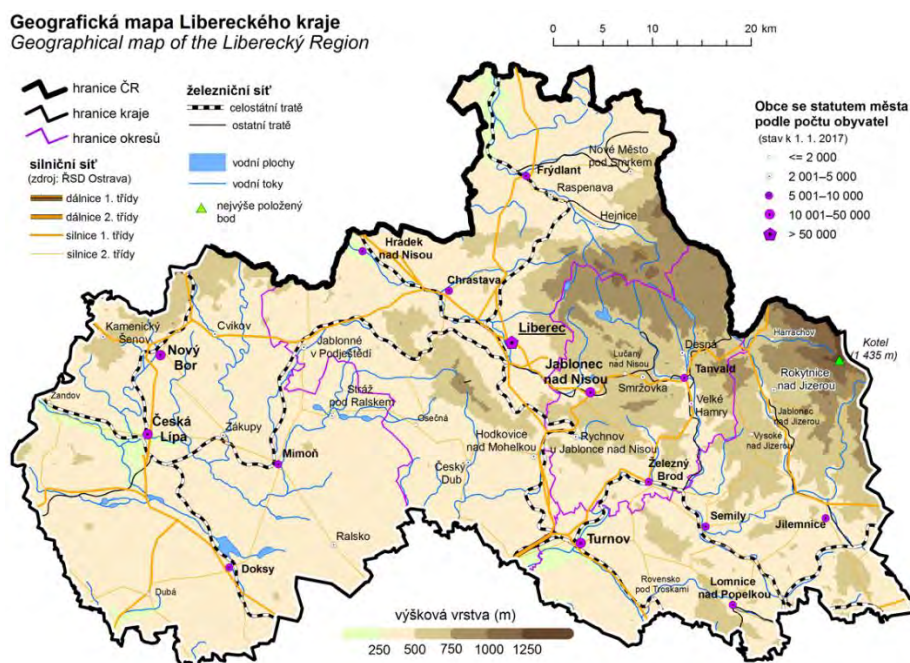 Geografická mapa Libereckého kraje
Geographical map of the Liberecký Region
0 5 10 15 20 km
hranice ČR
hranice kraje
hranice okresů
silniční síť
(zdroj: ŘSD Ostrava)
dálnice 1. třídy
dálnice 2. třídy
silnice 1. třídy
silnice 2. třídy
železniční síť
celostátní tratě
ostatní tratě
vodní plochy
vodní toky
nejvýše položený
bod
Obce se statutem města
podle počtu obyvatel
(stav k 1. 1. 2017)
<= 2 000
2 001–5 000
5 001–10 000
10 001–50 000
> 50 000
Nové Město
pod Smrkem
Frýdlant
Raspenava
Hejnice
Hrádek
nad Nisou
Chrastava
Liberec
Kamenický
Šenov
Cvikov
Nový
Bor
Jablonné
v Podještědí
Jablonec
nad Nisou
Lučany
nad Nisou
Smržovka
Desná
Tanvald
Harrachov
Kotel
(1 435 m)
Rokytnice
nad Jizerou
Velké
Hamry
Jablonec
nad Jizerou
Vysoké
nad Jizerou
Žandov
Česká
Lípa
Zákupy
Stráž
pod Ralskem
Osečná
Mimoň
Hodkovice
nad Mohelkou
Rychnov
u Jablonce nad Nisou
Český
Dub
Železný
Brod
Semily
Jilemnice
Turnov
Ralsko
Doksy
Dubá
Rovensko
pod Troskami
Lomnice
nad Popelkou
výšková vrstva (m)
250 500 750 1000 1250